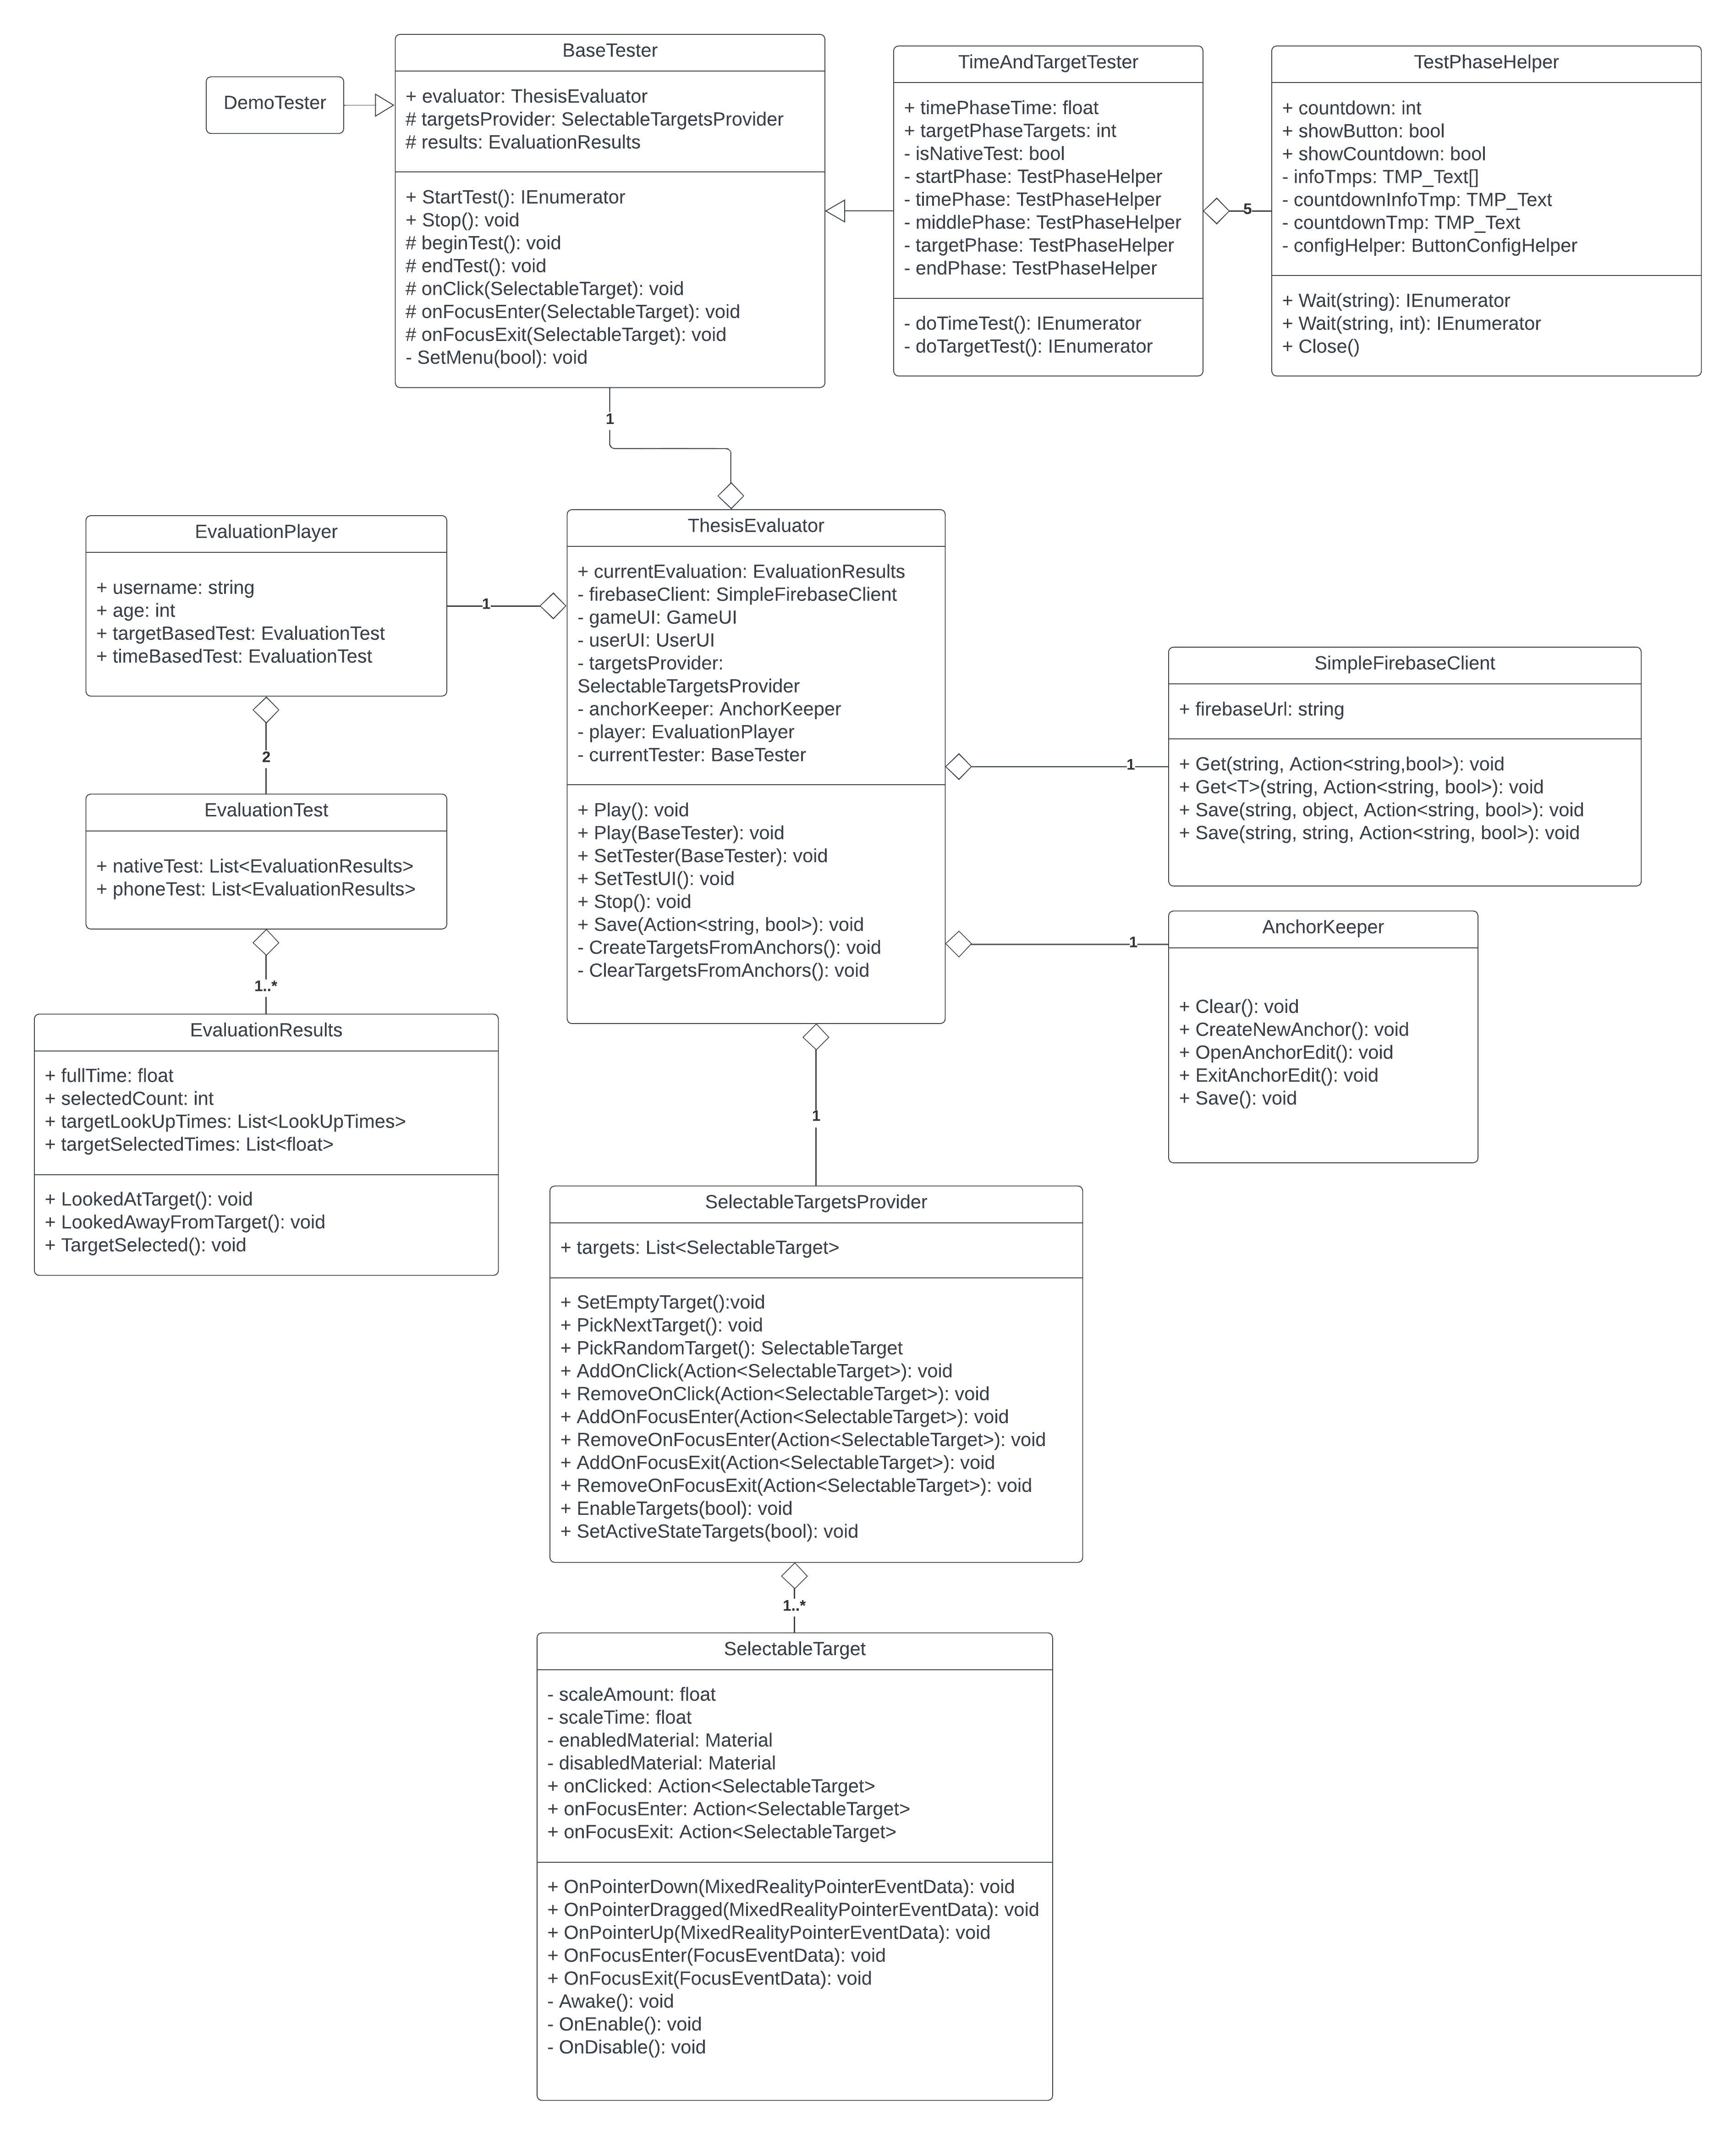 DemoTester
BaseTester
+ evaluator: ThesisEvaluator
# targetsProvider: SelectableTargetsProvider
# results: EvaluationResults
+ StartTest(): IEnumerator
+ Stop(): void
# beginTest(): void
# endTest(): void
# onClick(SelectableTarget): void
# onFocusEnter(SelectableTarget): void
# onFocusExit(SelectableTarget): void
- SetMenu(bool): void
TimeAndTargetTester
+ timePhaseTime: float
+ targetPhaseTargets: int
- isNativeTest: bool
- startPhase: TestPhaseHelper
- timePhase: TestPhaseHelper
- middlePhase: TestPhaseHelper
- targetPhase: TestPhaseHelper
- endPhase: TestPhaseHelper
- doTimeTest(): IEnumerator
- doTargetTest(): IEnumerator
5
TestPhaseHelper
+ countdown: int
+ showButton: bool
+ showCountdown: bool
- infoTmps: TMP_Text[]
- countdownInfoTmp: TMP_Text
- countdownTmp: TMP_Text
- configHelper: ButtonConfigHelper
+ Wait(string): IEnumerator
+ Wait(string, int): IEnumerator
+ Close()
1
EvaluationPlayer
+ username: string
+ age: int
+ targetBasedTest: EvaluationTest
+ timeBasedTest: EvaluationTest
1
2
EvaluationTest
+ nativeTest: List<EvaluationResults>
+ phoneTest: List<EvaluationResults>
1..*
EvaluationResults
+ fullTime: float
+ selectedCount: int
+ targetLookUpTimes: List<LookUpTimes>
+ targetSelectedTimes: List<float>
+ LookedAtTarget(): void
+ LookedAwayFromTarget(): void
+ TargetSelected(): void
ThesisEvaluator
+ currentEvaluation: EvaluationResults
- firebaseClient: SimpleFirebaseClient
- gameUI: GameUI
- userUI: UserUI
- targetsProvider:
SelectableTargetsProvider
- anchorKeeper: AnchorKeeper
- player: EvaluationPlayer
- currentTester: BaseTester
+ Play(): void
+ Play(BaseTester): void
+ SetTester(BaseTester): void
+ SetTestUI(): void
+ Stop(): void
+ Save(Action<string, bool>): void
- CreateTargetsFromAnchors(): void
- ClearTargetsFromAnchors(): void
1
SimpleFirebaseClient
+ firebaseUrl: string
+ Get(string, Action<string,bool>): void
+ Get<T>(string, Action<string, bool>): void
+ Save(string, object, Action<string, bool>): void
+ Save(string, string, Action<string, bool>): void
1
AnchorKeeper
+ Clear(): void
+ CreateNewAnchor(): void
+ OpenAnchorEdit(): void
+ ExitAnchorEdit(): void
+ Save(): void
1
SelectableTargetsProvider
+ targets: List<SelectableTarget>
+ SetEmptyTarget():void
+ PickNextTarget(): void
+ PickRandomTarget(): SelectableTarget
+ AddOnClick(Action<SelectableTarget>): void
+ RemoveOnClick(Action<SelectableTarget>): void
+ AddOnFocusEnter(Action<SelectableTarget>): void
+ RemoveOnFocusEnter(Action<SelectableTarget>): void
+ AddOnFocusExit(Action<SelectableTarget>): void
+ RemoveOnFocusExit(Action<SelectableTarget>): void
+ EnableTargets(bool): void
+ SetActiveStateTargets(bool): void
1..*
SelectableTarget
- scaleAmount: float
- scaleTime: float
- enabledMaterial: Material
- disabledMaterial: Material
+ onClicked: Action<SelectableTarget>
+ onFocusEnter: Action<SelectableTarget>
+ onFocusExit: Action<SelectableTarget>
+ OnPointerDown(MixedRealityPointerEventData): void
+ OnPointerDragged(MixedRealityPointerEventData): void
+ OnPointerUp(MixedRealityPointerEventData): void
+ OnFocusEnter(FocusEventData): void
+ OnFocusExit(FocusEventData): void
- Awake(): void
- OnEnable(): void
- OnDisable(): void